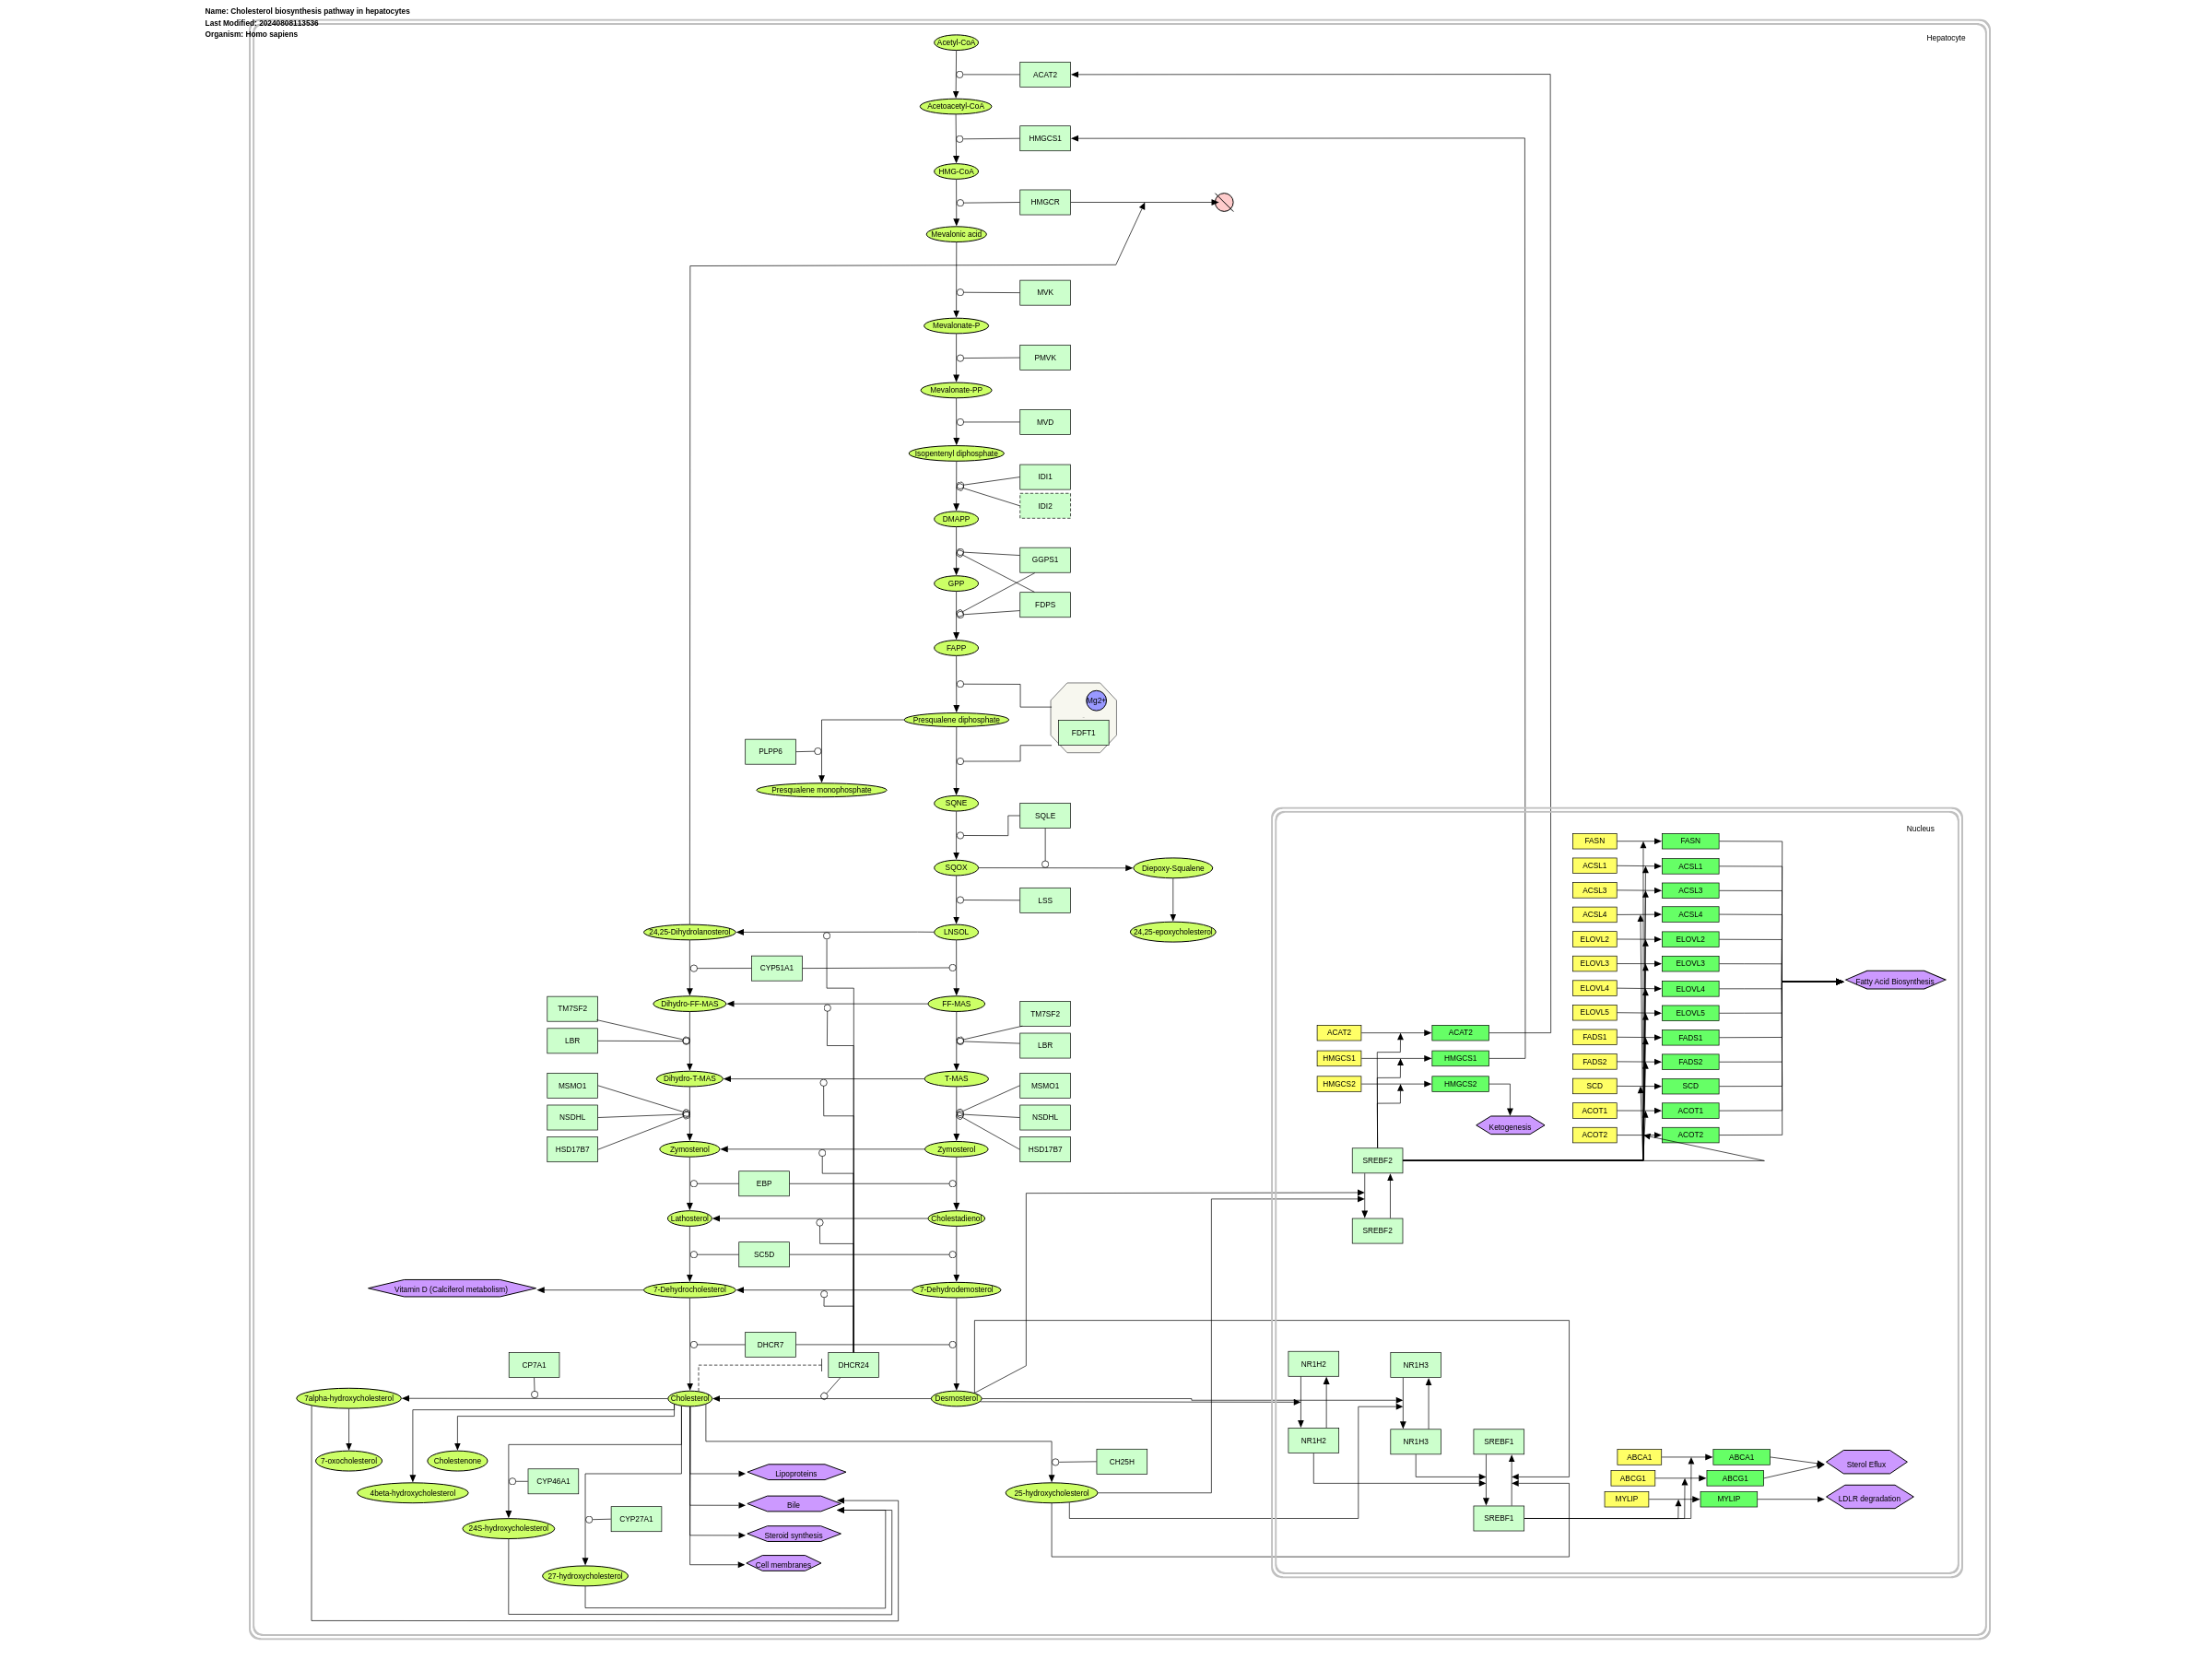 Name: Cholesterol biosynthesis pathway in hepatocytes
Last Modified: 20240808113536
Organism: Homo sapiens
Hepatocyte
Acetyl-CoA
ACAT2
Acetoacetyl-CoA
HMGCS1
HMG-CoA
HMGCR
Mevalonic acid
MVK
Mevalonate-P
PMVK
Mevalonate-PP
MVD
Isopentenyl diphosphate
IDI1
IDI2
DMAPP
GGPS1
GPP
FDPS
FAPP
Mg2+
Presqualene diphosphate
FDFT1
PLPP6
Presqualene monophosphate
SQNE
SQLE
SQOX
Diepoxy-Squalene
LSS
24,25-Dihydrolanosterol
LNSOL
24,25-epoxycholesterol
CYP51A1
Dihydro-FF-MAS
FF-MAS
TM7SF2
TM7SF2
LBR
LBR
Dihydro-T-MAS
T-MAS
MSMO1
MSMO1
NSDHL
NSDHL
HSD17B7
HSD17B7
Zymostenol
Zymosterol
EBP
Lathosterol
Cholestadienol
SC5D
Vitamin D (Calciferol metabolism)
7-Dehydrocholesterol
7-Dehydrodemosterol
DHCR7
CP7A1
DHCR24
7alpha-hydroxycholesterol
Cholesterol
Desmosterol
7-oxocholesterol
Cholestenone
4beta-hydroxycholesterol
CYP46A1
24S-hydroxycholesterol
CYP27A1
27-hydroxycholesterol
Lipoproteins
Bile
Steroid synthesis
Cell membranes
CH25H
25-hydroxycholesterol
Nucleus
FASN
FASN
ACSL1
ACSL1
ACSL3
ACSL3
ACSL4
ACSL4
ELOVL2
ELOVL2
ELOVL3
ELOVL3
ELOVL4
ELOVL4
ELOVL5
ELOVL5
FADS1
FADS1
FADS2
FADS2
SCD
SCD
ACOT1
ACOT1
ACOT2
ACOT2
Fatty Acid Biosynthesis
ACAT2
ACAT2
HMGCS1
HMGCS1
HMGCS2
HMGCS2
Ketogenesis
SREBF2
SREBF2
NR1H2
NR1H3
NR1H2
NR1H3
SREBF1
SREBF1
ABCA1
ABCA1
ABCG1
ABCG1
MYLIP
MYLIP
Sterol Eflux
LDLR degradation